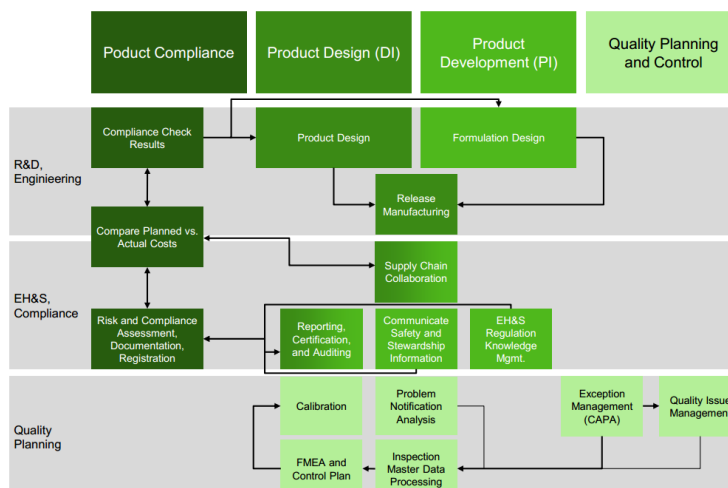 Poduct Compliance
Product Design (DI)
Product
Development (PI)
Quality Planning
and Control
R&D,
Engineering
Compliance Check
Results
Product Design
Formulation Design
Release
Manufacturing
Compare Planned vs.
Actual Costs
EH&S,
Compliance
Supply Chain
Collaboration
Risk and Compliance
Assessment,
Documentation,
Registration
Reporting,
Certification,
and Auditing
Communicate
Safety and
Stewardship
Information
EH&S
Regulation
Knowledge
Mgmt.
Quality
Planning
Calibration
Problem
Notification
Analysis
Exception
Management
(CAPA)
Quality Issue
Management
FMEA and
Control Plan
Inspection
Master Data
Processing